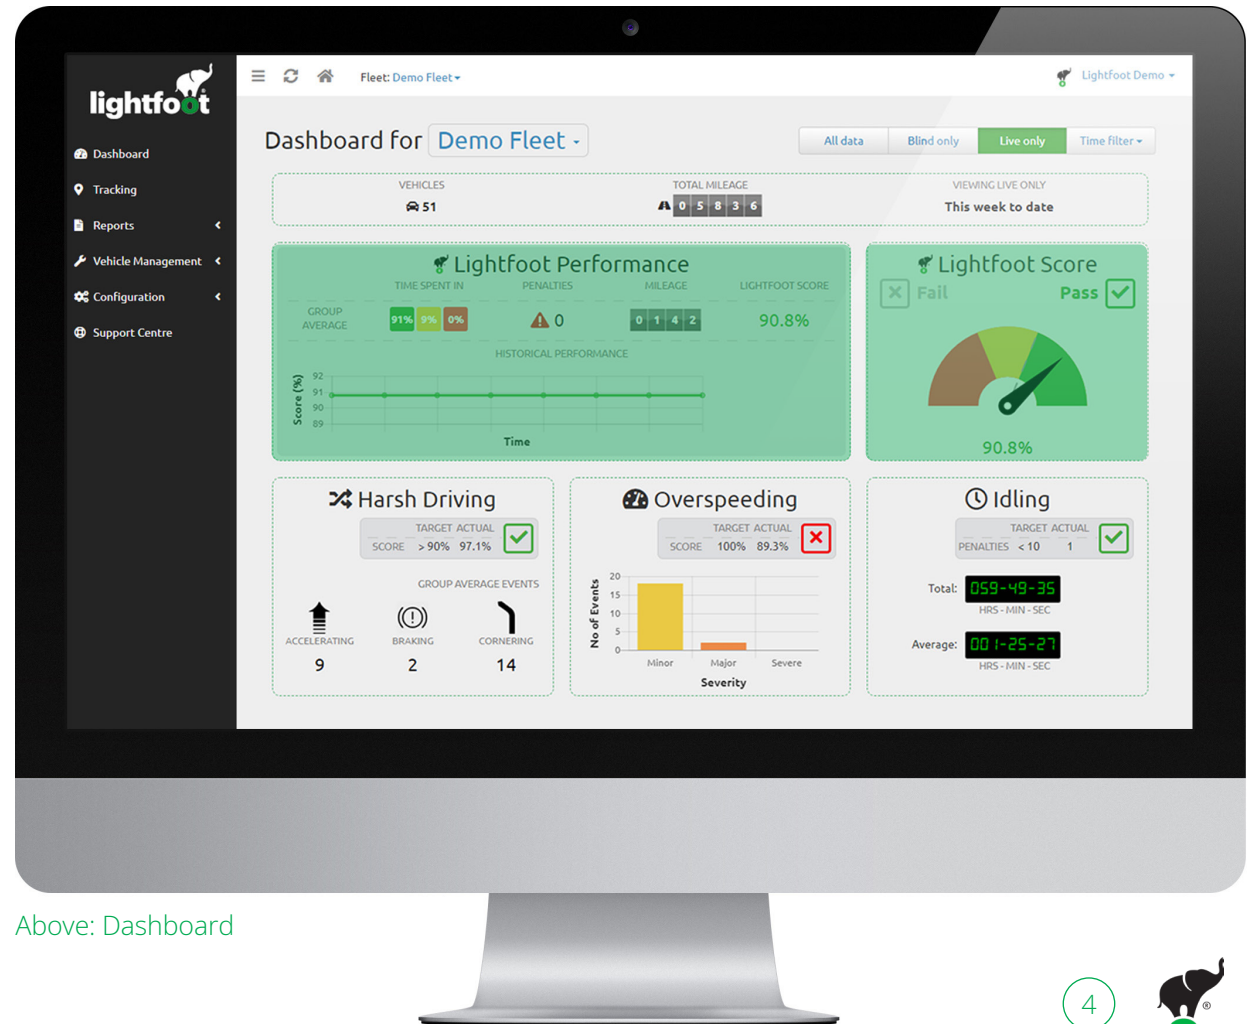 lightfoot
Fleet: Demo Fleet
Lightfoot Demo
Dashboard
Tracking
Reports
Vehicle Management
Configuration
Support Centre
Dashboard for Demo Fleet
All data
Blind only
Live only
Time filter
VEHICLES
51
TOTAL MILEAGE
0 5 8 3 6
VIEWING LIVE ONLY
This week to date
Lightfoot Performance
TIME SPENT IN PENALTIES MILEAGE LIGHTFOOT SCORE
GROUP
AVERAGE
91% 9% 0% 0 0 1 4 2 90.8%
HISTORICAL PERFORMANCE
Score (%)
92
91
90
89
Time
Lightfoot Score
Fail Pass
90.8%
Harsh Driving
TARGET ACTUAL
SCORE > 90% 97.1%
GROUP AVERAGE EVENTS
ACCELERATING BRAKING CORNERING
9 2 14
Overspeeding
TARGET ACTUAL
SCORE 100% 89.3%
No of Events
20
15
10
5
0
Minor Major Severe
Severity
Idling
TARGET ACTUAL
PENALTIES < 10 1
Total: 059-49-35
HRS - MIN - SEC
Average: 001-25-27
HRS - MIN - SEC
Above: Dashboard
4
®